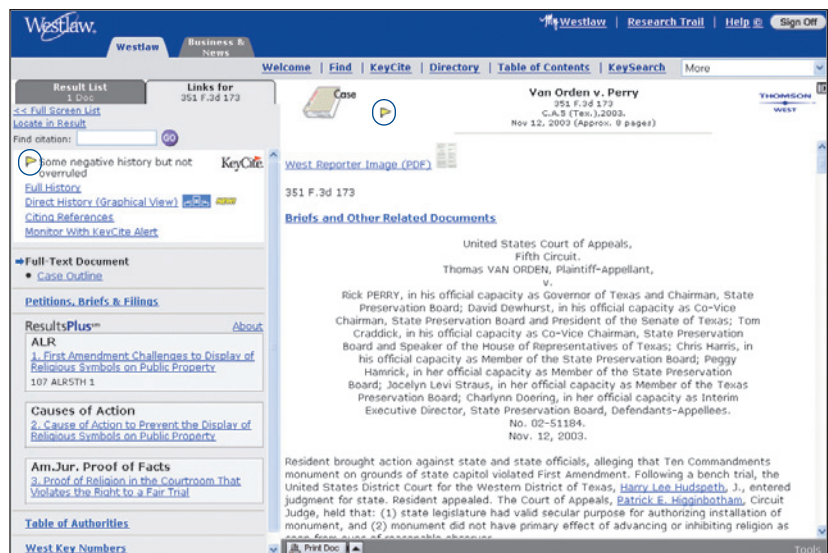 Westlaw.
My Westlaw | Research Trail | Help | Sign Off
Westlaw
Business & News
Welcome | Find | KeyCite | Directory | Table of Contents | KeySearch
More
Result List
1 Doc
Links for
351 F.3d 173
<< Full Screen List
Locate in Result
Find citation:
GO
Some negative history but not
overruled
KeyCite.
Full History
Direct History (Graphical View)
Citing References
Monitor With KeyCite Alert
Full-Text Document
• Case Outline
Petitions, Briefs & Filings
ResultsPlus℠
About
ALR
1. First Amendment Challenges to Display of
Religious Symbols on Public Property
107 ALR5TH 1
Causes of Action
2. Cause of Action to Prevent the Display of
Religious Symbols on Public Property
Am.Jur. Proof of Facts
3. Proof of Religion in the Courtroom That
Violates the Right to a Fair Trial
Table of Authorities
West Key Numbers
Case
Van Orden v. Perry
351 F.3d 173
C.A.5 (Tex.),2003.
Nov 12, 2003 (Approx. 8 pages)
THOMSON
WEST
West Reporter Image (PDF)
351 F.3d 173
Briefs and Other Related Documents
United States Court of Appeals,
Fifth Circuit.
Thomas VAN ORDEN, Plaintiff-Appellant,
v.
Rick PERRY, in his official capacity as Governor of Texas and Chairman, State
Preservation Board; David Dewhurst, in his official capacity as Co-Vice
Chairman, State Preservation Board and President of the Senate of Texas; Tom
Craddick, in his official capacity as Co-Vice Chairman, State Preservation
Board and Speaker of the House of Representatives of Texas; Chris Harris, in
his official capacity as Member of the State Preservation Board; Peggy
Hamrick, in her official capacity as Member of the State Preservation
Board; Jocelyn Levi Straus, in her official capacity as Member of the Texas
Preservation Board; Charlynn Doering, in her official capacity as Interim
Executive Director, State Preservation Board, Defendants-Appellees.
No. 02-51184.
Nov. 12, 2003.
Resident brought action against state and state officials, alleging that Ten Commandments
monument on grounds of state capitol violated First Amendment. Following a bench trial, the
United States District Court for the Western District of Texas, Harry Lee Hudspeth, J., entered
judgment for state. Resident appealed. The Court of Appeals, Patrick E. Higginbotham, Circuit
Judge, held that: (1) state legislature had valid secular purpose for authorizing installation of
monument, and (2) monument did not have primary effect of advancing or inhibiting religion as
seen from eyes of reasonable observer.
Print Doc
Tools